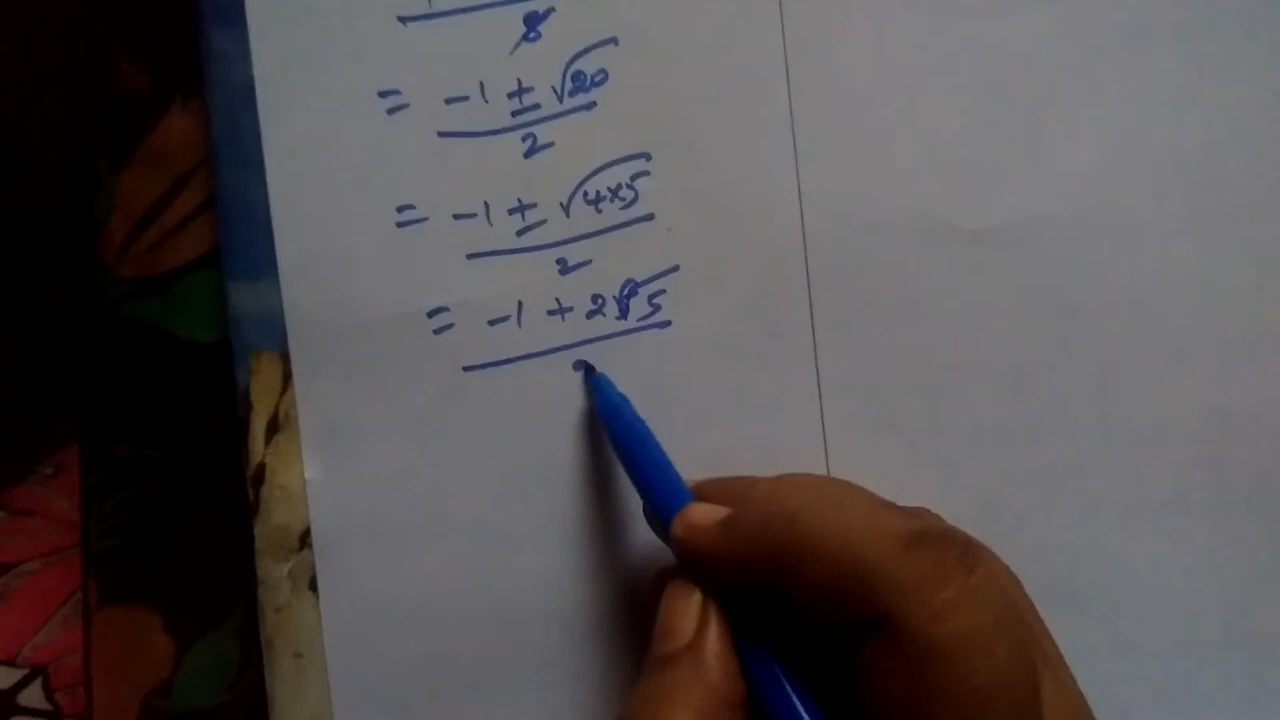 8
= -1 ± √20
2
= -1 ± √4×5
2
= -1 + 2√5